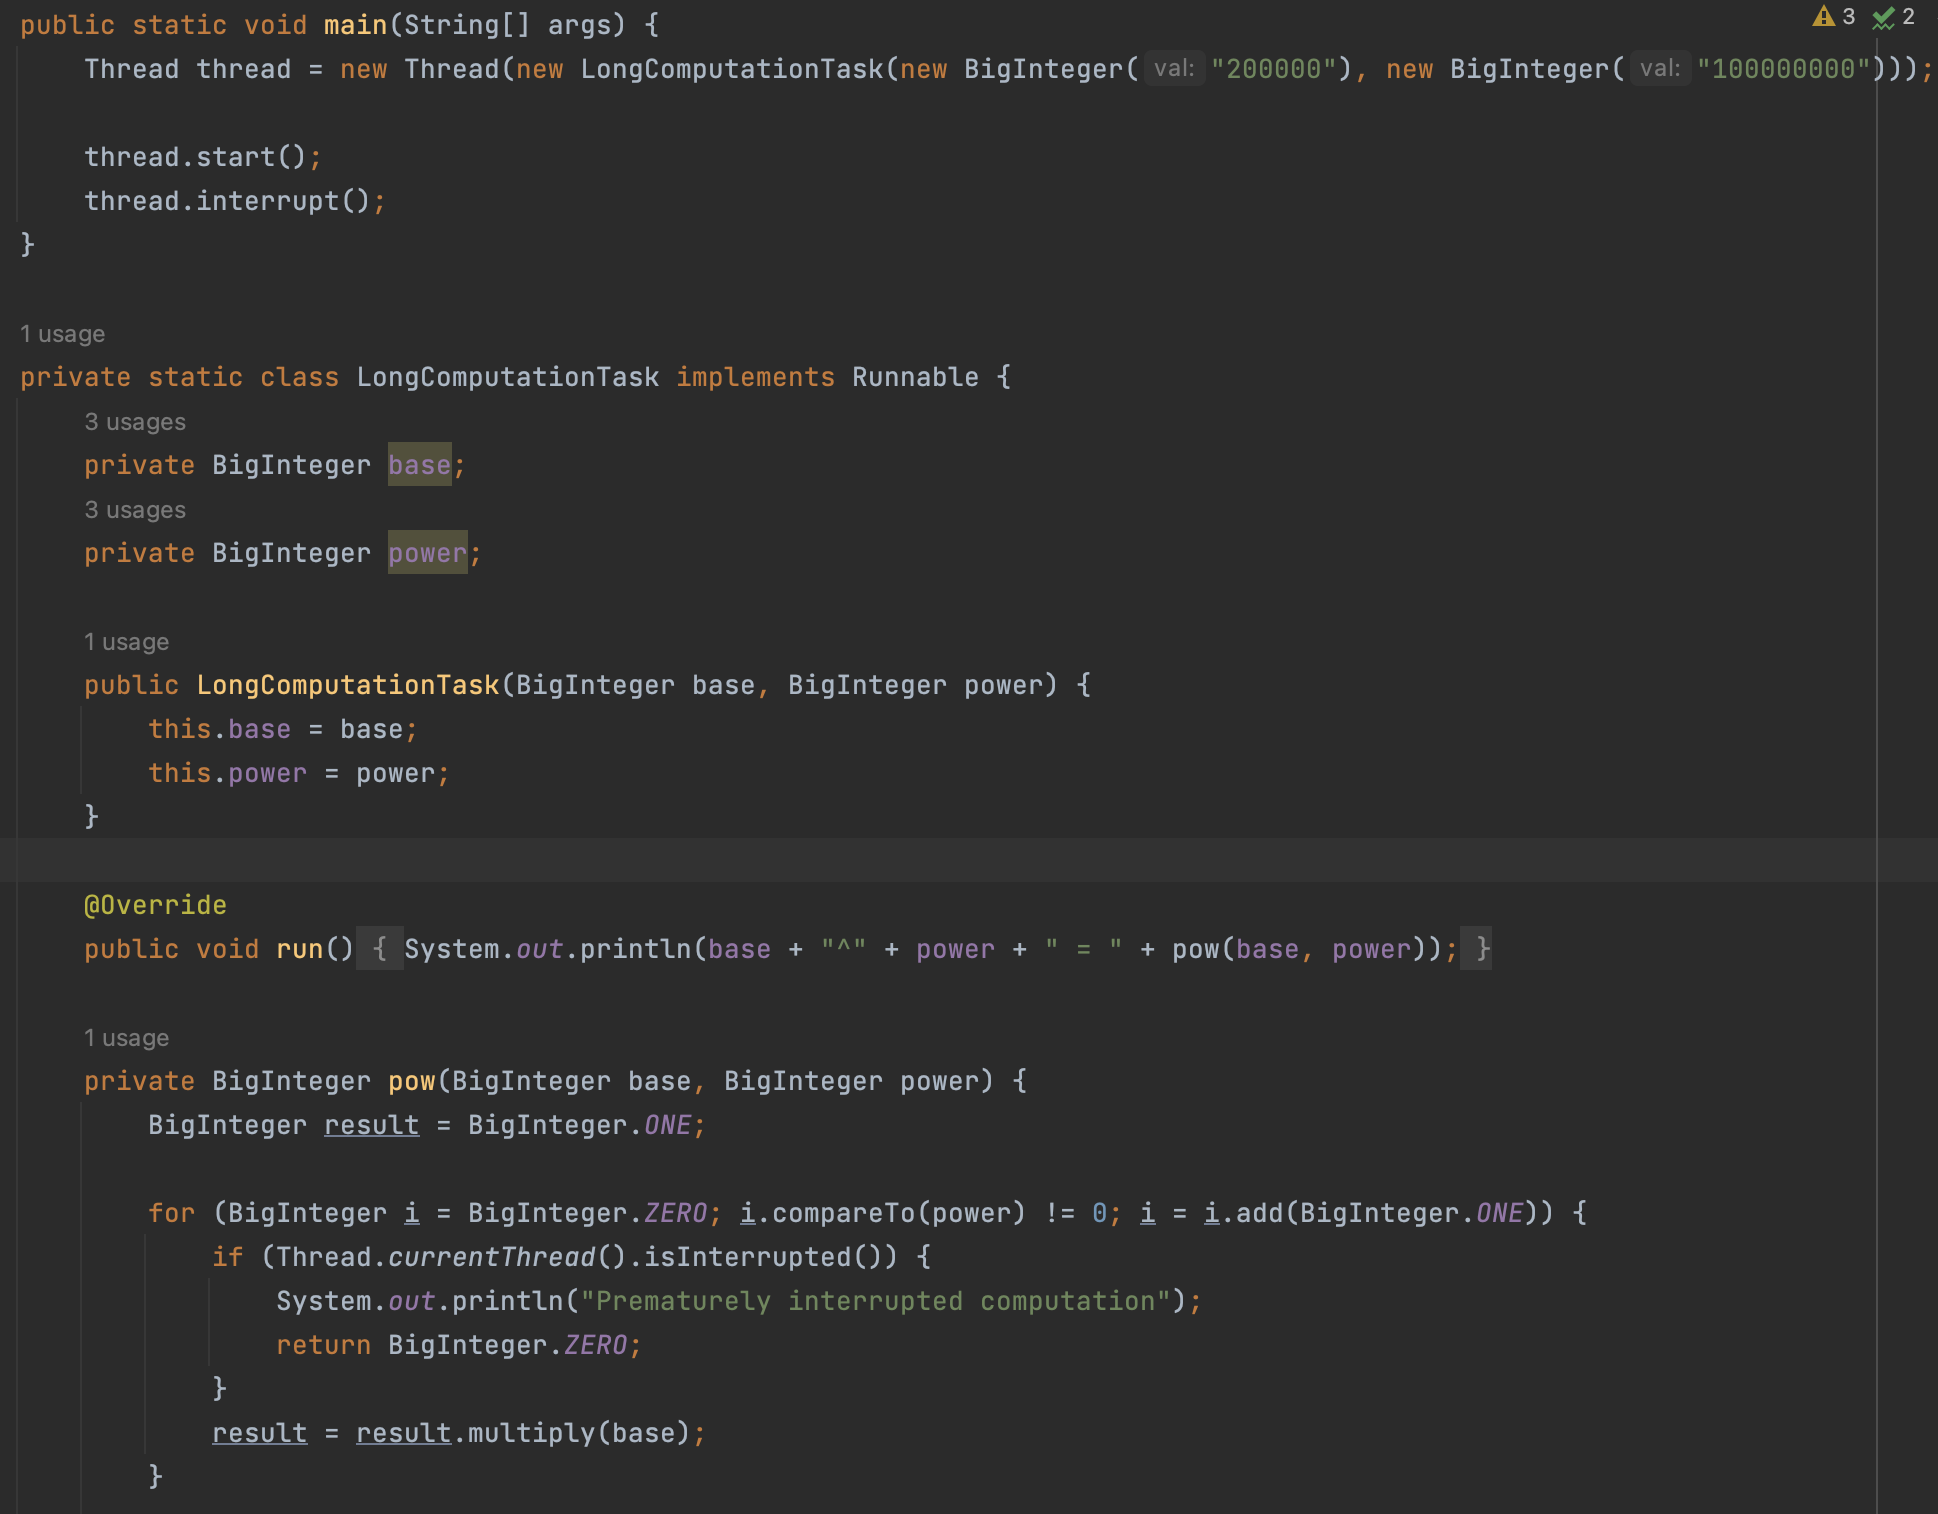 public static void main(String[] args) { 3 2
Thread thread = new Thread(new LongComputationTask(new BigInteger( val: "200000"), new BigInteger( val: "100000000")));
thread.start();
thread.interrupt();
}
1 usage
private static class LongComputationTask implements Runnable {
3 usages
private BigInteger base;
3 usages
private BigInteger power;
1 usage
public LongComputationTask(BigInteger base, BigInteger power) {
this.base = base;
this.power = power;
}
@Override
public void run() { System.out.println(base + "^" + power + " = " + pow(base, power)); }
1 usage
private BigInteger pow(BigInteger base, BigInteger power) {
BigInteger result = BigInteger.ONE;
for (BigInteger i = BigInteger.ZERO; i.compareTo(power) != 0; i = i.add(BigInteger.ONE)) {
if (Thread.currentThread().isInterrupted()) {
System.out.println("Prematurely interrupted computation");
return BigInteger.ZERO;
}
result = result.multiply(base);
}